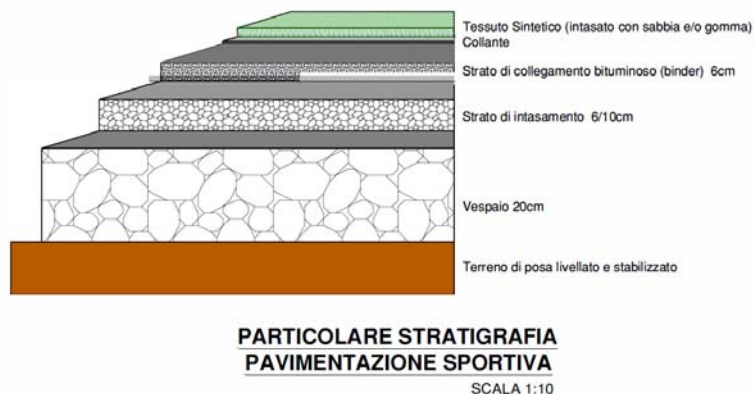 Tessuto Sintetico (intasato con sabbia e/o gomma)
Collante
Strato di collegamento bituminoso (binder) 6cm
Strato di intasamento 6/10cm
Vespaio 20cm
Terreno di posa livellato e stabilizzato
PARTICOLARE STRATIGRAFIA
PAVIMENTAZIONE SPORTIVA
SCALA 1:10